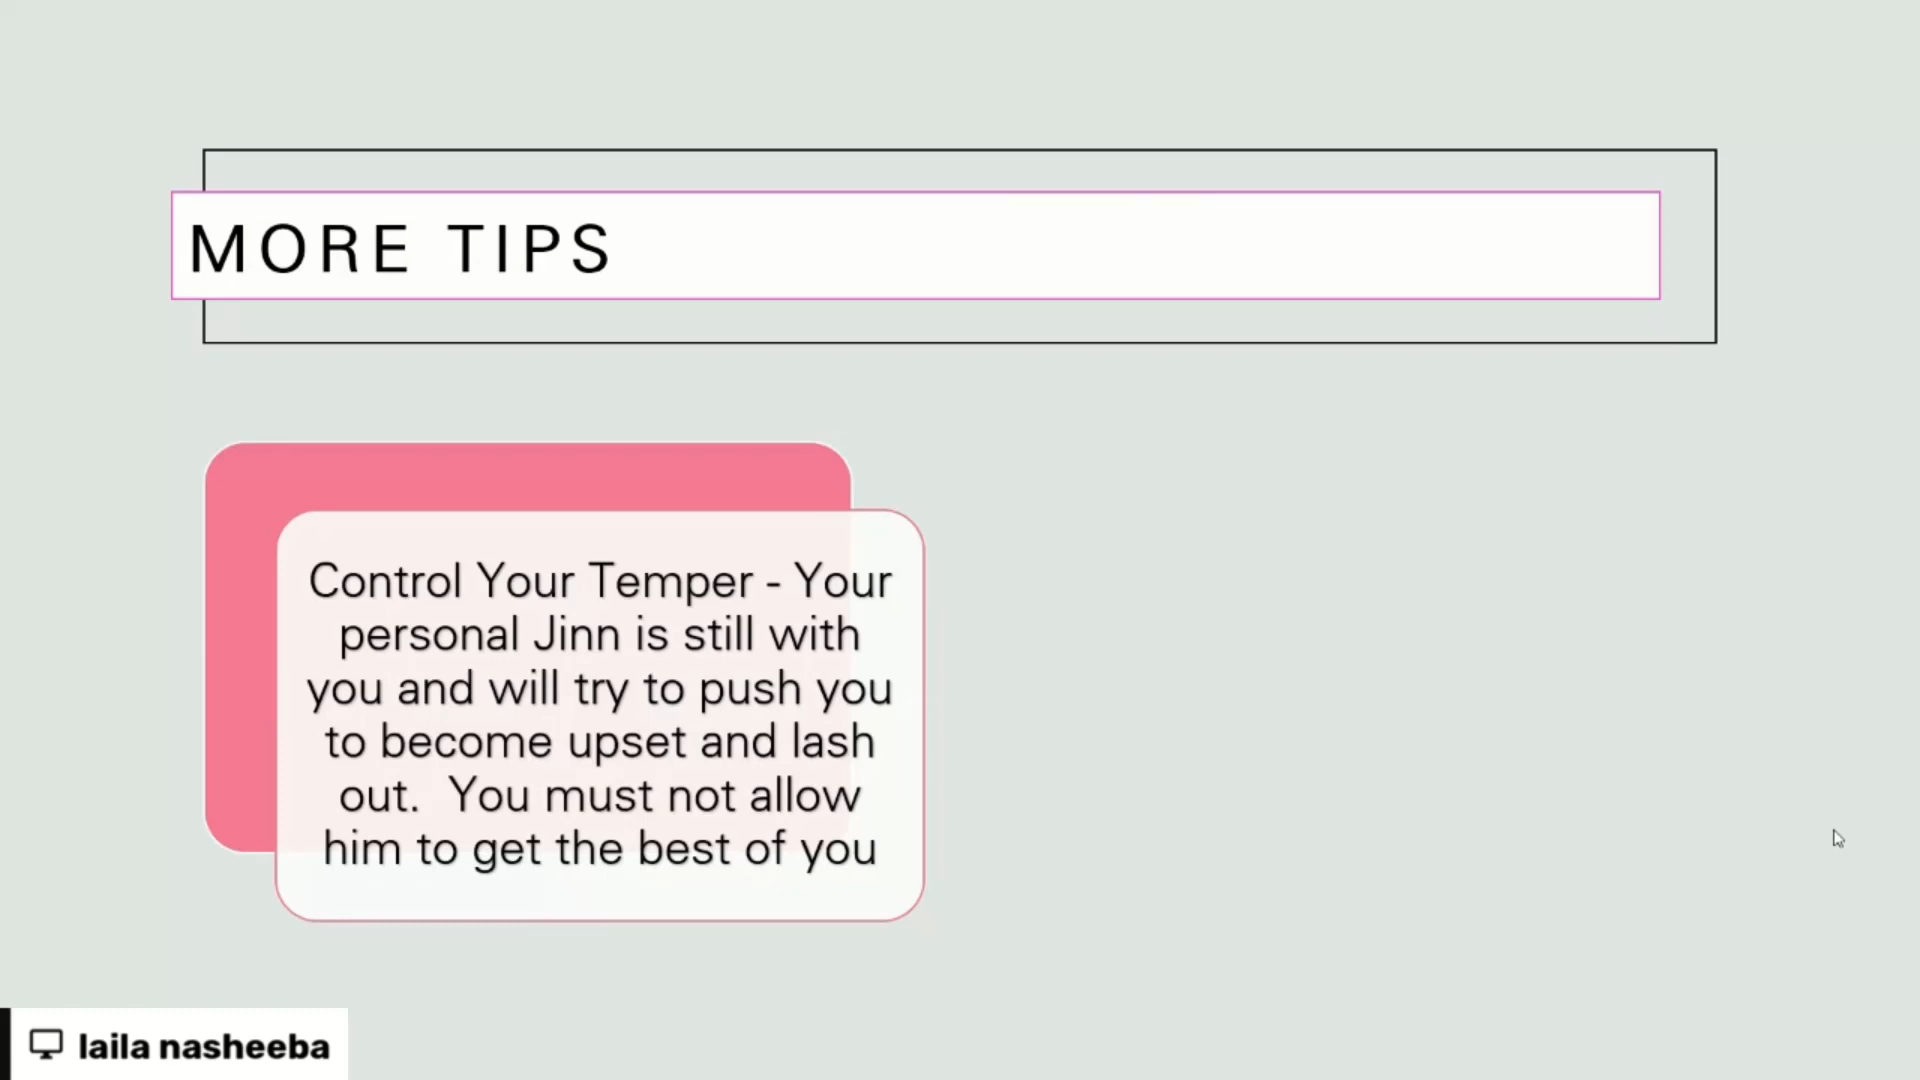 MORE TIPS
Control Your Temper - Your
personal Jinn is still with
you and will try to push you
to become upset and lash
out.  You must not allow
him to get the best of you
laila nasheeba